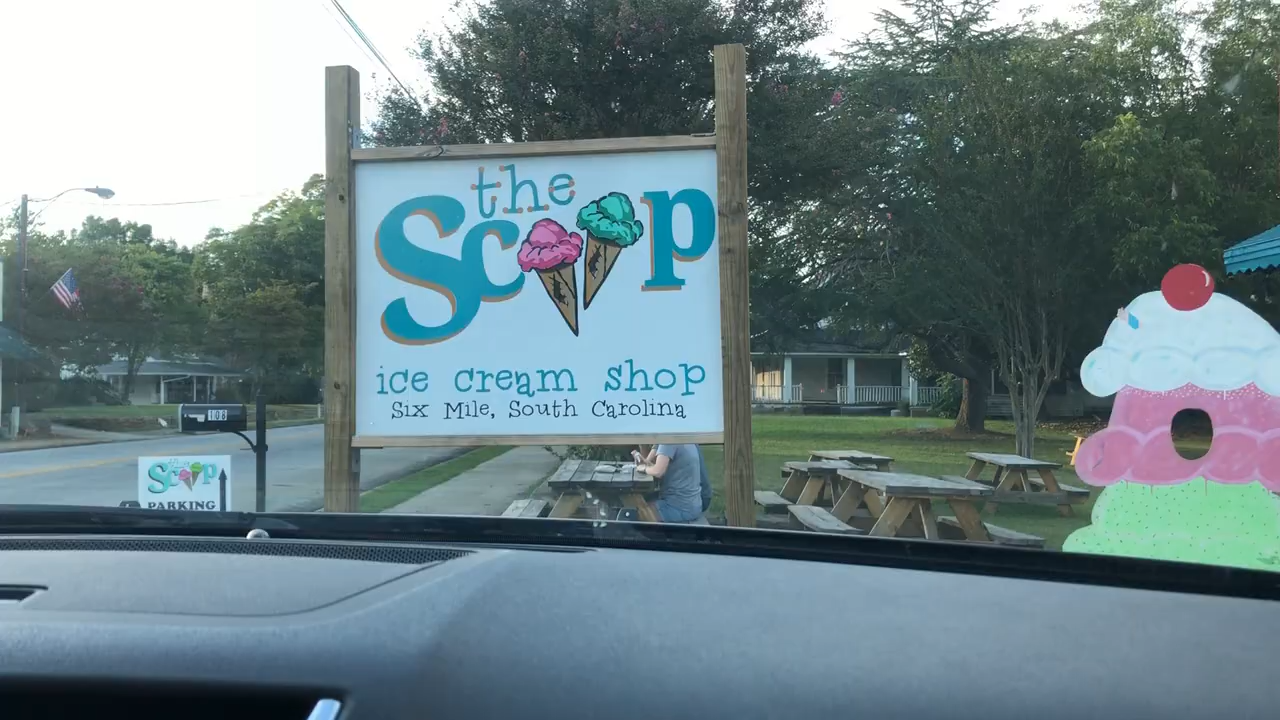 the
Scoop
ice cream shop
Six Mile, South Carolina
108
the
Scoop
PARKING